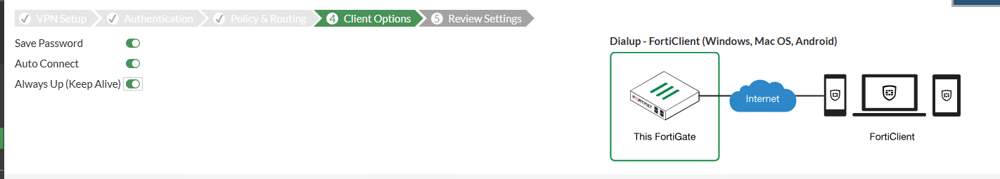 VPN Setup Authentication Policy & Routing 4 Client Options 5 Review Settings
Save Password
Auto Connect
Always Up (Keep Alive)
Dialup - FortiClient (Windows, Mac OS, Android)
FORTINET
Internet
This FortiGate
FortiClient